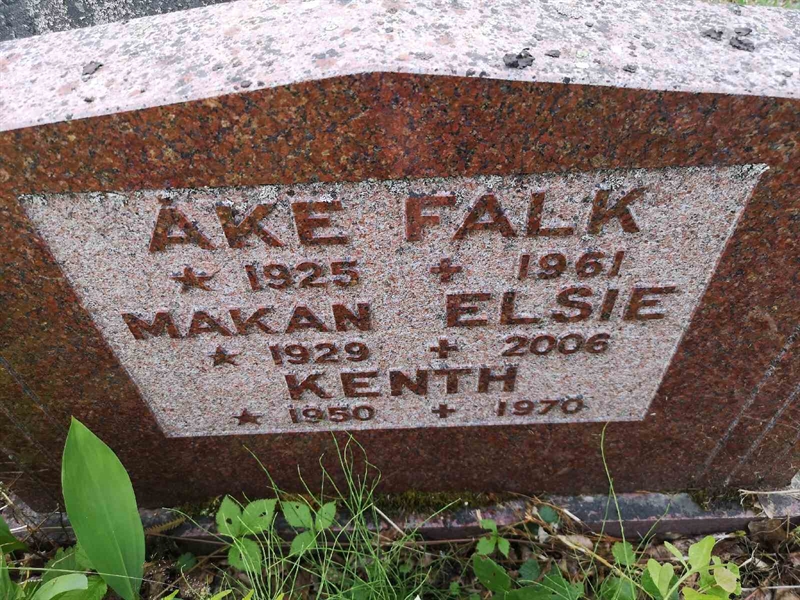 ÅKE FALK
★ 1925 ✝ 1961
MAKAN ELSIE
★ 1929 ✝ 2006
KENTH
★ 1950 ✝ 1970